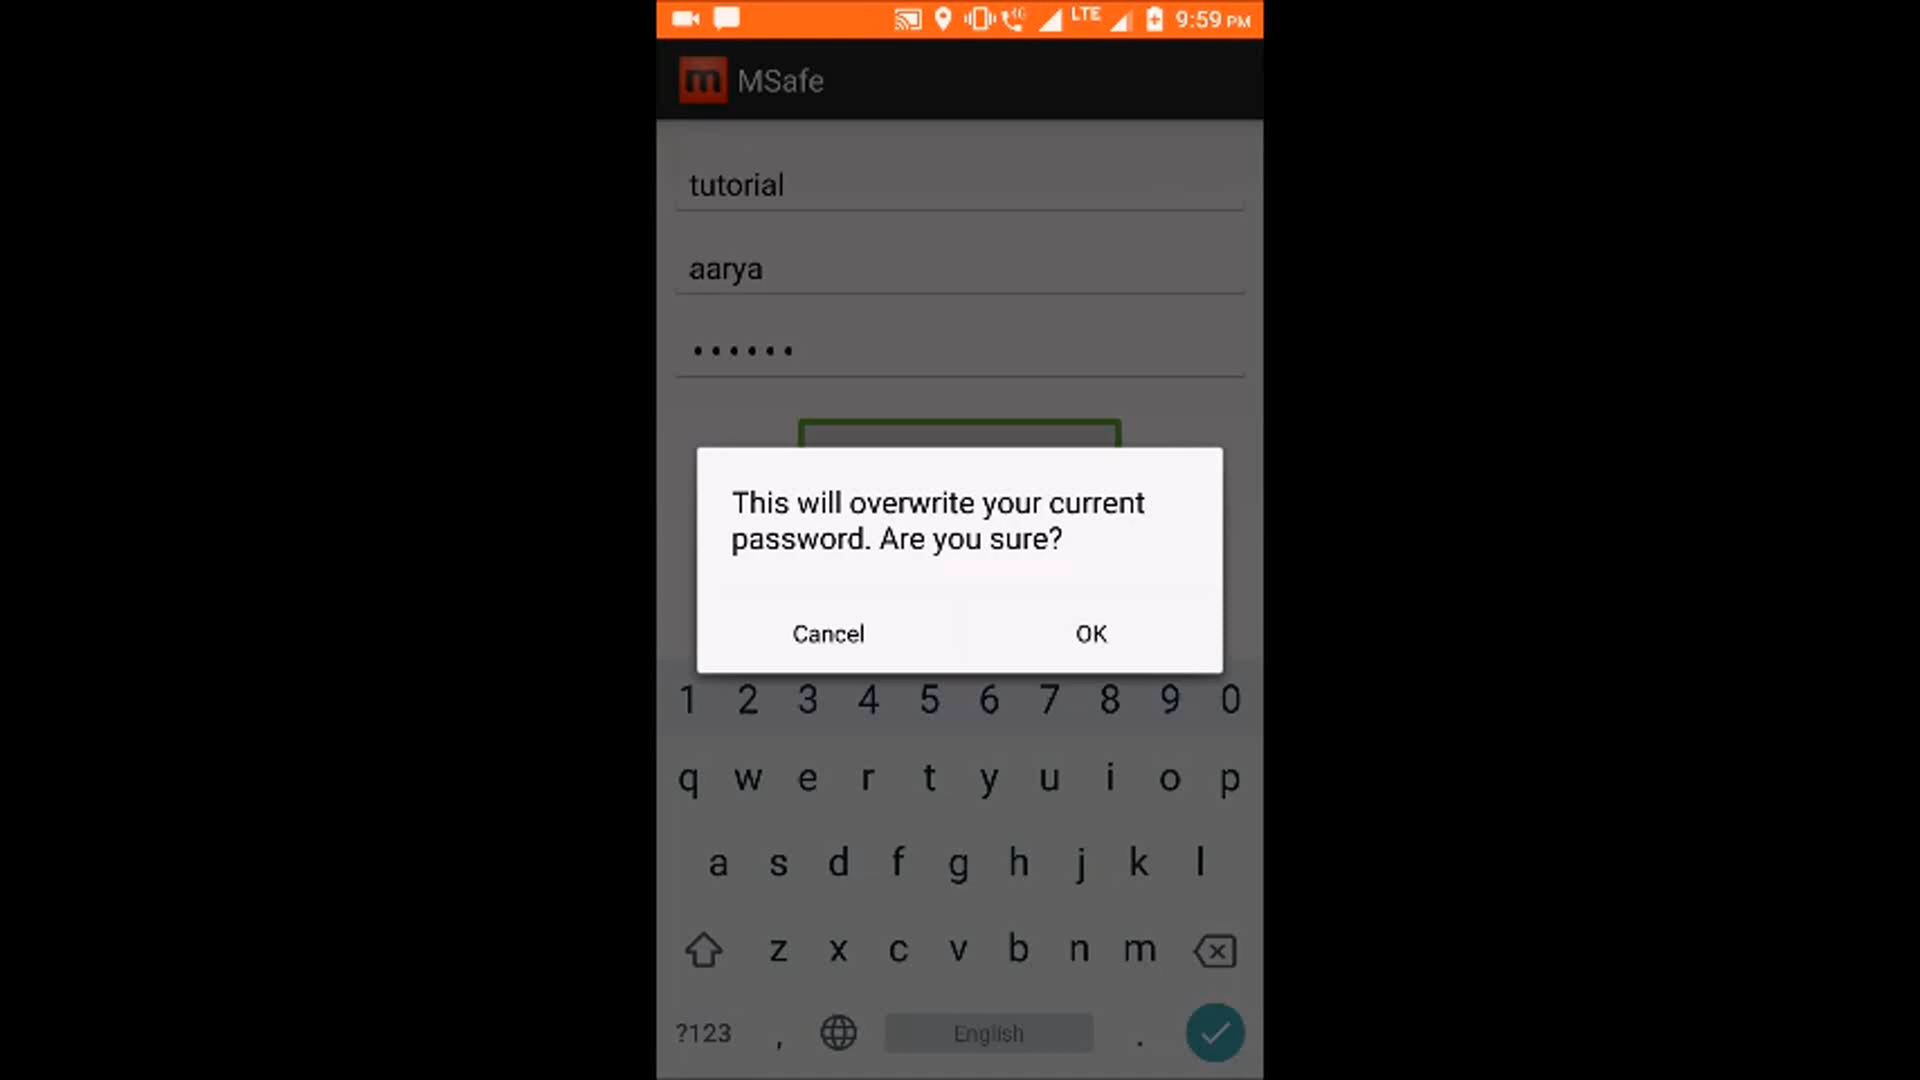 4G LTE 9:59 PM
m MSafe
tutorial
aarya
••••••
This will overwrite your current
password. Are you sure?
Cancel OK
1 2 3 4 5 6 7 8 9 0
q w e r t y u i o p
a s d f g h j k l
z x c v b n m
?123 , English .